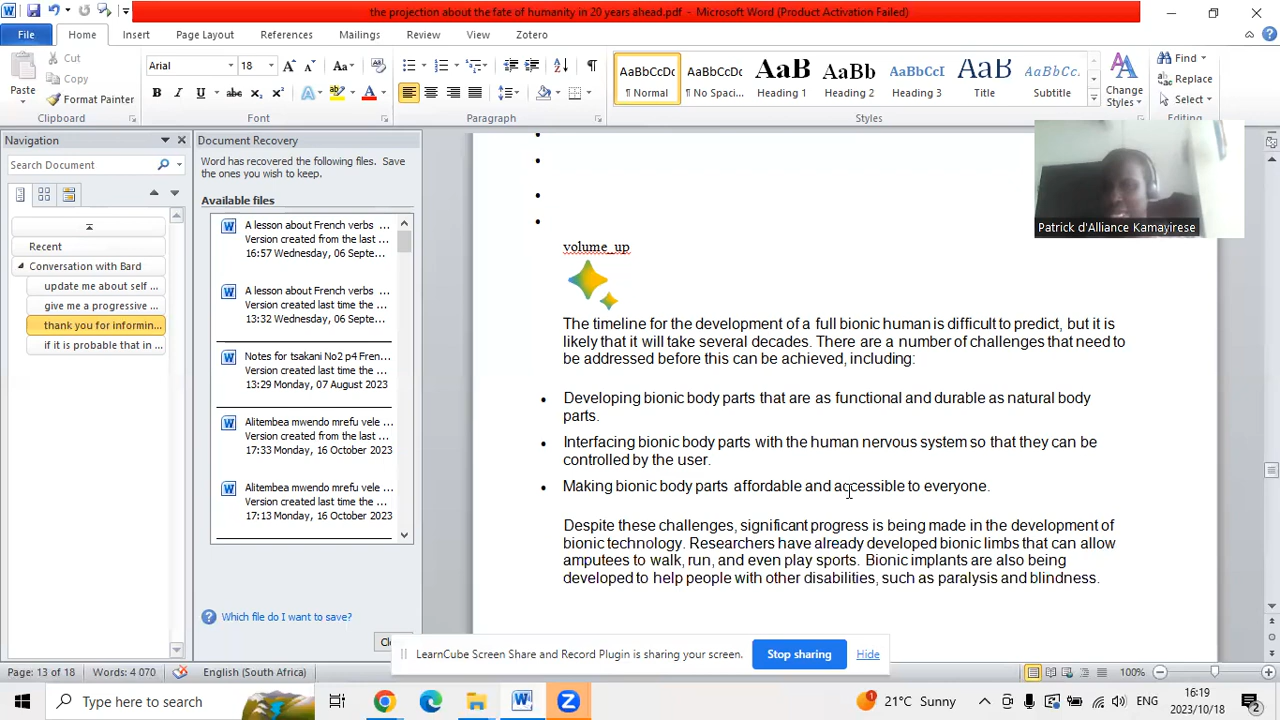 the projection about the fate of humanity in 20 years ahead.pdf - Microsoft Word (Product Activation Failed)
File Home Insert Page Layout References Mailings Review View Zotero
Cut
Copy
Format Painter
Paste
Clipboard
Arial 18
Font
Paragraph
AaBbCcDc AaBbCcDc AaB AaBbCc AaBbCcI AaB AaBbCc.
¶ Normal ¶ No Spaci... Heading 1 Heading 2 Heading 3 Title Subtitle
Styles
Change
Styles
Find
Replace
Select
Editing
Navigation
Search Document
Recent
Conversation with Bard
update me about self ...
give me a progressive ...
thank you for informin...
if it is probable that in ...
Document Recovery
Word has recovered the following files. Save
the ones you wish to keep.
Available files
A lesson about French verbs ...
Version created from the last ...
16:57 Wednesday, 06 Septe...
A lesson about French verbs ...
Version created last time the ...
13:32 Wednesday, 06 Septe...
Notes for tsakani No2 p4 Fren...
Version created last time the ...
13:29 Monday, 07 August 2023
Alitembea mwendo mrefu vele ...
Version created from the last ...
17:33 Monday, 16 October 2023
Alitembea mwendo mrefu vele ...
Version created last time the ...
17:13 Monday, 16 October 2023
Which file do I want to save?
Patrick d'Alliance Kamayirese
volume_up
The timeline for the development of a full bionic human is difficult to predict, but it is
likely that it will take several decades. There are a number of challenges that need to
be addressed before this can be achieved, including:
• Developing bionic body parts that are as functional and durable as natural body
parts.
• Interfacing bionic body parts with the human nervous system so that they can be
controlled by the user.
• Making bionic body parts affordable and accessible to everyone.
Despite these challenges, significant progress is being made in the development of
bionic technology. Researchers have already developed bionic limbs that can allow
amputees to walk, run, and even play sports. Bionic implants are also being
developed to help people with other disabilities, such as paralysis and blindness.
LearnCube Screen Share and Record Plugin is sharing your screen. Stop sharing Hide
Page: 13 of 18 Words: 4 070 English (South Africa) 100%
Type here to search
21°C Sunny
ENG
16:19
2023/10/18